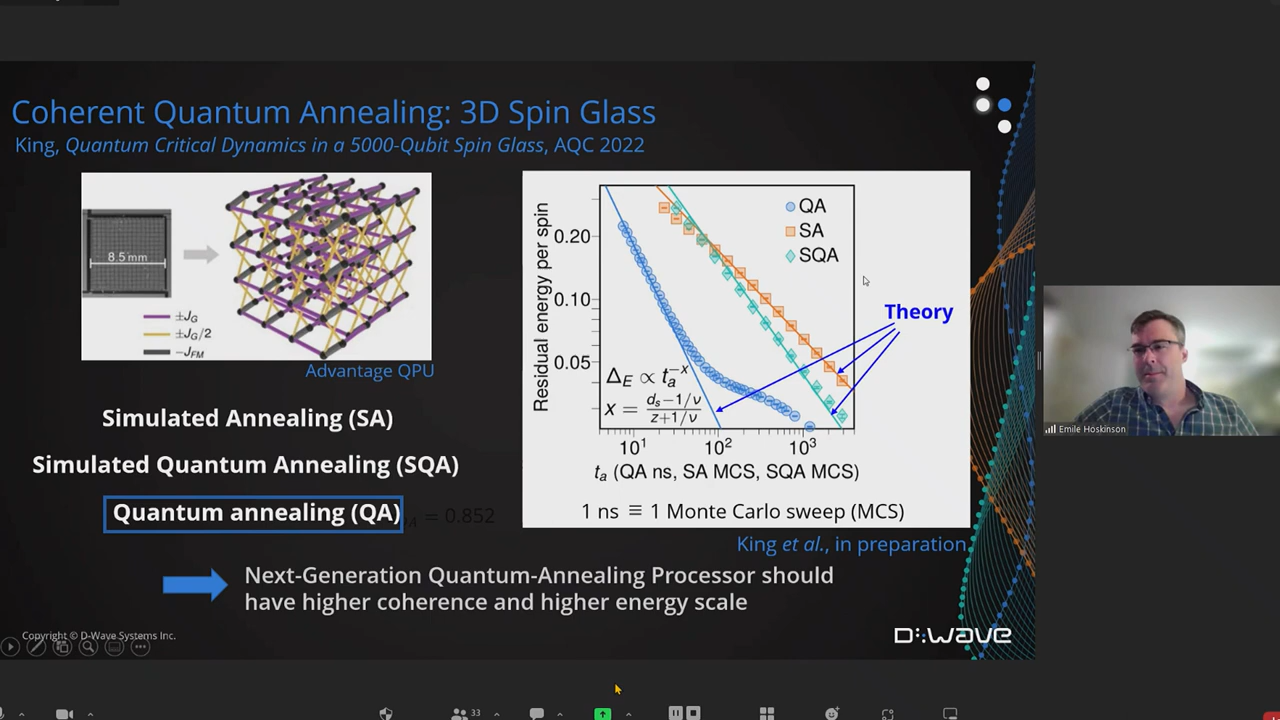 Coherent Quantum Annealing: 3D Spin Glass
King, Quantum Critical Dynamics in a 5000-Qubit Spin Glass, AQC 2022
8.5 mm
±J_G
±J_G/2
−J_FM
Advantage QPU
Simulated Annealing (SA)
Simulated Quantum Annealing (SQA)
Quantum annealing (QA)
= 0.852
Residual energy per spin
0.20
0.10
0.05
QA
SA
SQA
Theory
Δ_E ∝ t_a^−x
x = (d_s − 1/ν)/(z + 1/ν)
10¹ 10² 10³
t_a (QA ns, SA MCS, SQA MCS)
1 ns ≡ 1 Monte Carlo sweep (MCS)
King et al., in preparation
Next-Generation Quantum-Annealing Processor should
have higher coherence and higher energy scale
Copyright © D-Wave Systems Inc.
D:wave
Emile Hoskinson
33